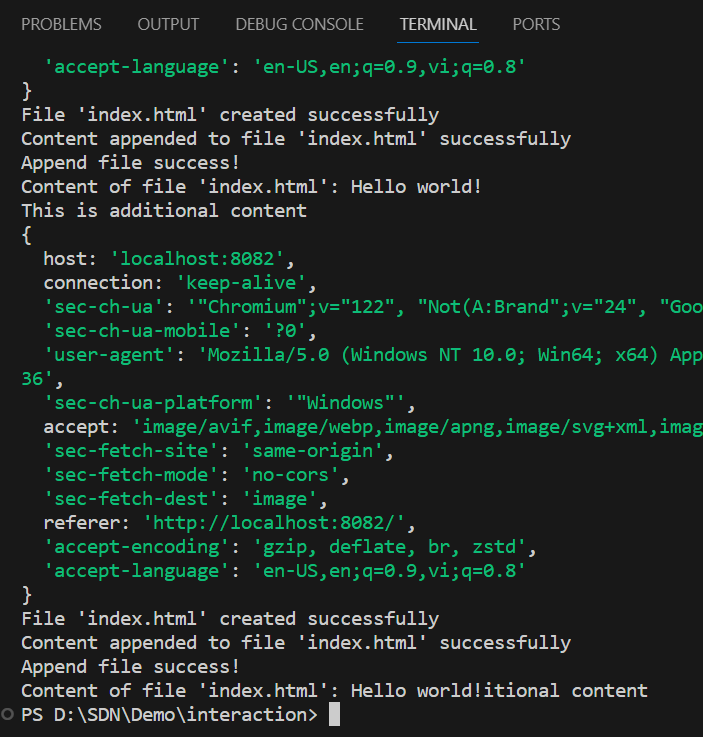 PROBLEMS OUTPUT DEBUG CONSOLE TERMINAL PORTS
'accept-language': 'en-US,en;q=0.9,vi;q=0.8'
}
File 'index.html' created successfully
Content appended to file 'index.html' successfully
Append file success!
Content of file 'index.html': Hello world!
This is additional content
{
host: 'localhost:8082',
connection: 'keep-alive',
'sec-ch-ua': '"Chromium";v="122", "Not(A:Brand";v="24", "Goo
'sec-ch-ua-mobile': '?0',
'user-agent': 'Mozilla/5.0 (Windows NT 10.0; Win64; x64) App
36',
'sec-ch-ua-platform': '"Windows"',
accept: 'image/avif,image/webp,image/apng,image/svg+xml,imag
'sec-fetch-site': 'same-origin',
'sec-fetch-mode': 'no-cors',
'sec-fetch-dest': 'image',
referer: 'http://localhost:8082/',
'accept-encoding': 'gzip, deflate, br, zstd',
'accept-language': 'en-US,en;q=0.9,vi;q=0.8'
}
File 'index.html' created successfully
Content appended to file 'index.html' successfully
Append file success!
Content of file 'index.html': Hello world!itional content
PS D:\SDN\Demo\interaction>